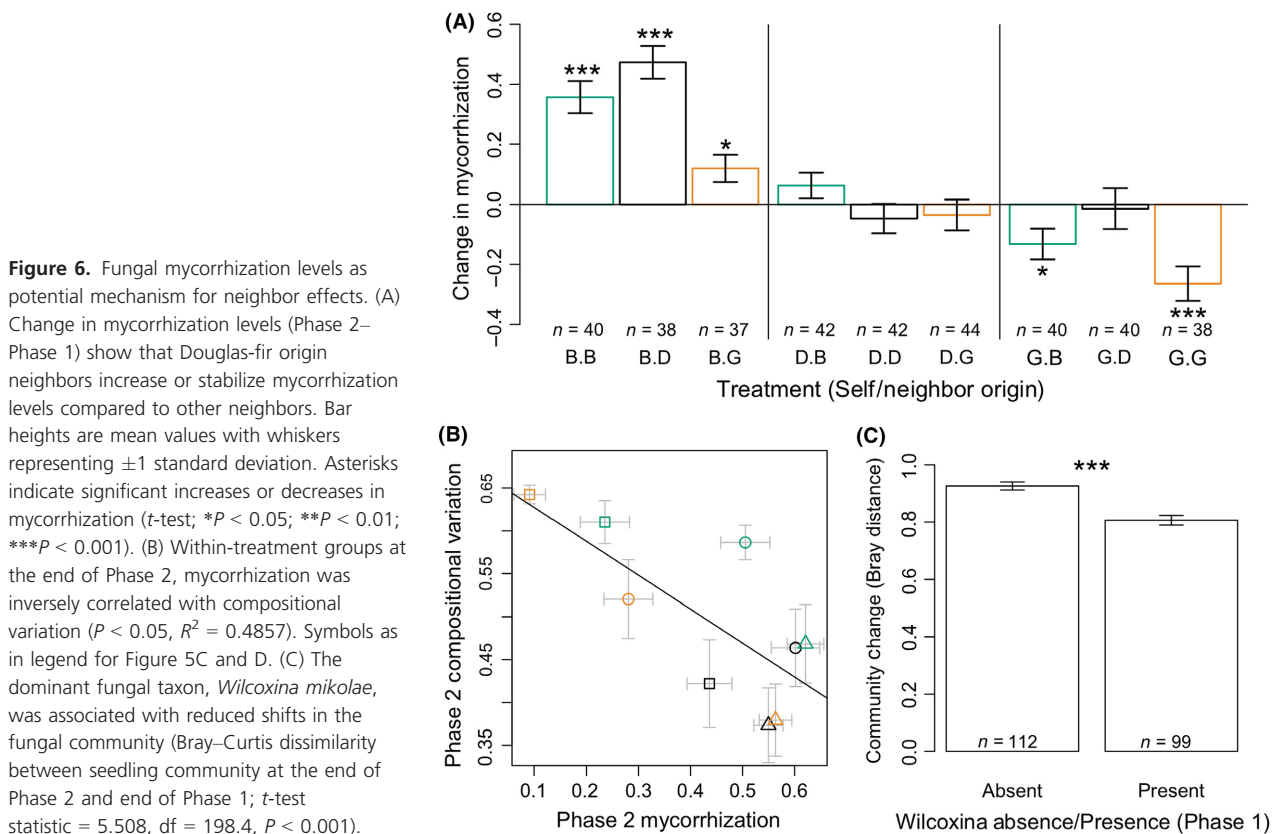 Figure 6. Fungal mycorrhization levels as
potential mechanism for neighbor effects. (A)
Change in mycorrhization levels (Phase 2–
Phase 1) show that Douglas-fir origin
neighbors increase or stabilize mycorrhization
levels compared to other neighbors. Bar
heights are mean values with whiskers
representing ±1 standard deviation. Asterisks
indicate significant increases or decreases in
mycorrhization (t-test; *P < 0.05; **P < 0.01;
***P < 0.001). (B) Within-treatment groups at
the end of Phase 2, mycorrhization was
inversely correlated with compositional
variation (P < 0.05, R² = 0.4857). Symbols as
in legend for Figure 5C and D. (C) The
dominant fungal taxon, Wilcoxina mikolae,
was associated with reduced shifts in the
fungal community (Bray–Curtis dissimilarity
between seedling community at the end of
Phase 2 and end of Phase 1; t-test
statistic = 5.508, df = 198.4, P < 0.001).
(A)
Change in mycorrhization
0.6
0.4
0.2
0.0
−0.2
−0.4
*** *** * * ***
n = 40 n = 38 n = 37 n = 42 n = 42 n = 44 n = 40 n = 40 n = 38
B.B B.D B.G D.B D.D D.G G.B G.D G.G
Treatment (Self/neighbor origin)
(B)
Phase 2 compositional variation
0.65
0.55
0.45
0.35
0.1 0.2 0.3 0.4 0.5 0.6
Phase 2 mycorrhization
(C)
Community change (Bray distance)
1.0
0.8
0.6
0.4
0.2
0.0
***
n = 112 n = 99
Absent Present
Wilcoxina absence/Presence (Phase 1)